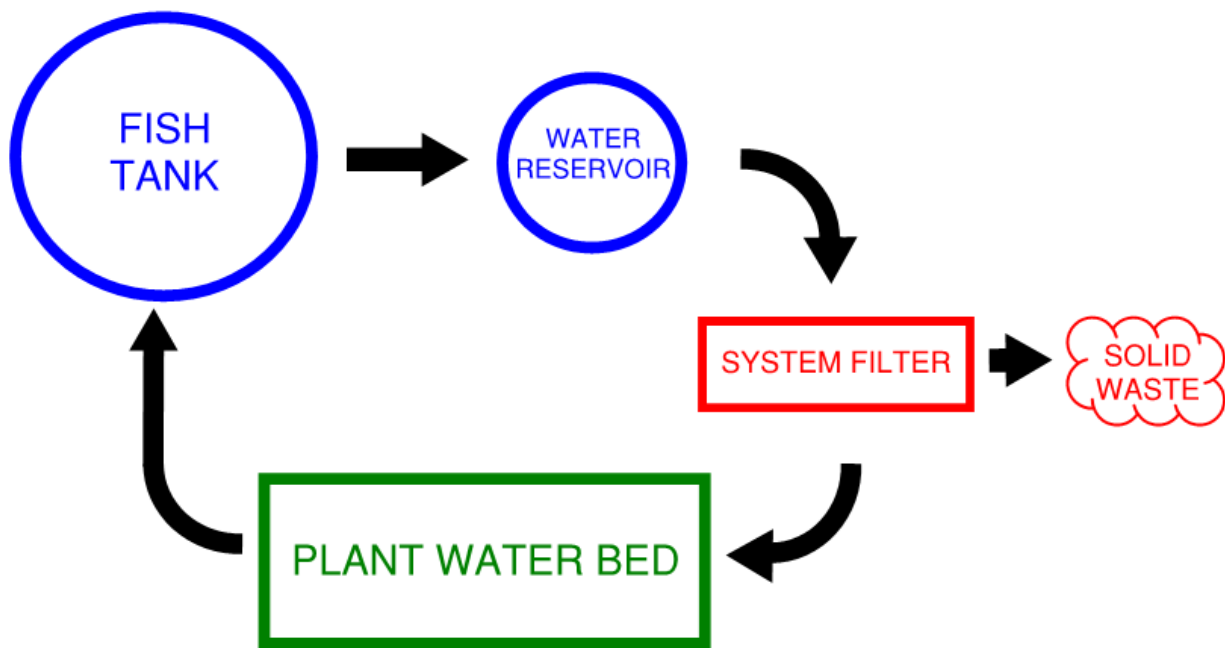 FISH
TANK
WATER
RESERVOIR
SYSTEM FILTER
SOLID
WASTE
PLANT WATER BED